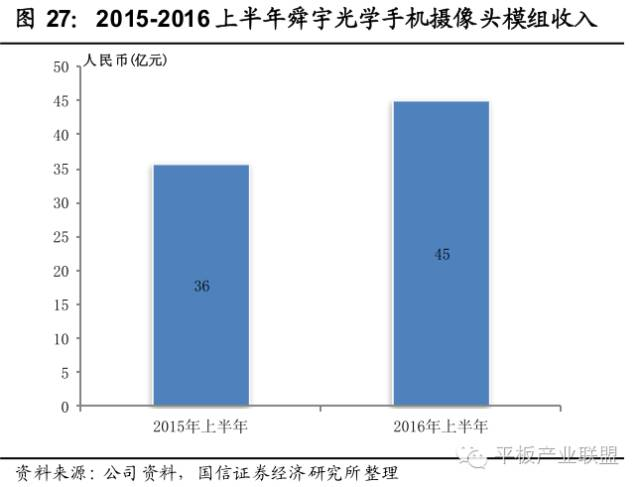 图 27：2015-2016 上半年舜宇光学手机摄像头模组收入
人民币(亿元)
50
45
40
35
30
25
20
15
10
5
0
36
45
2015年上半年
2016年上半年
平板产业联盟
资料来源：公司资料，国信证券经济研究所整理